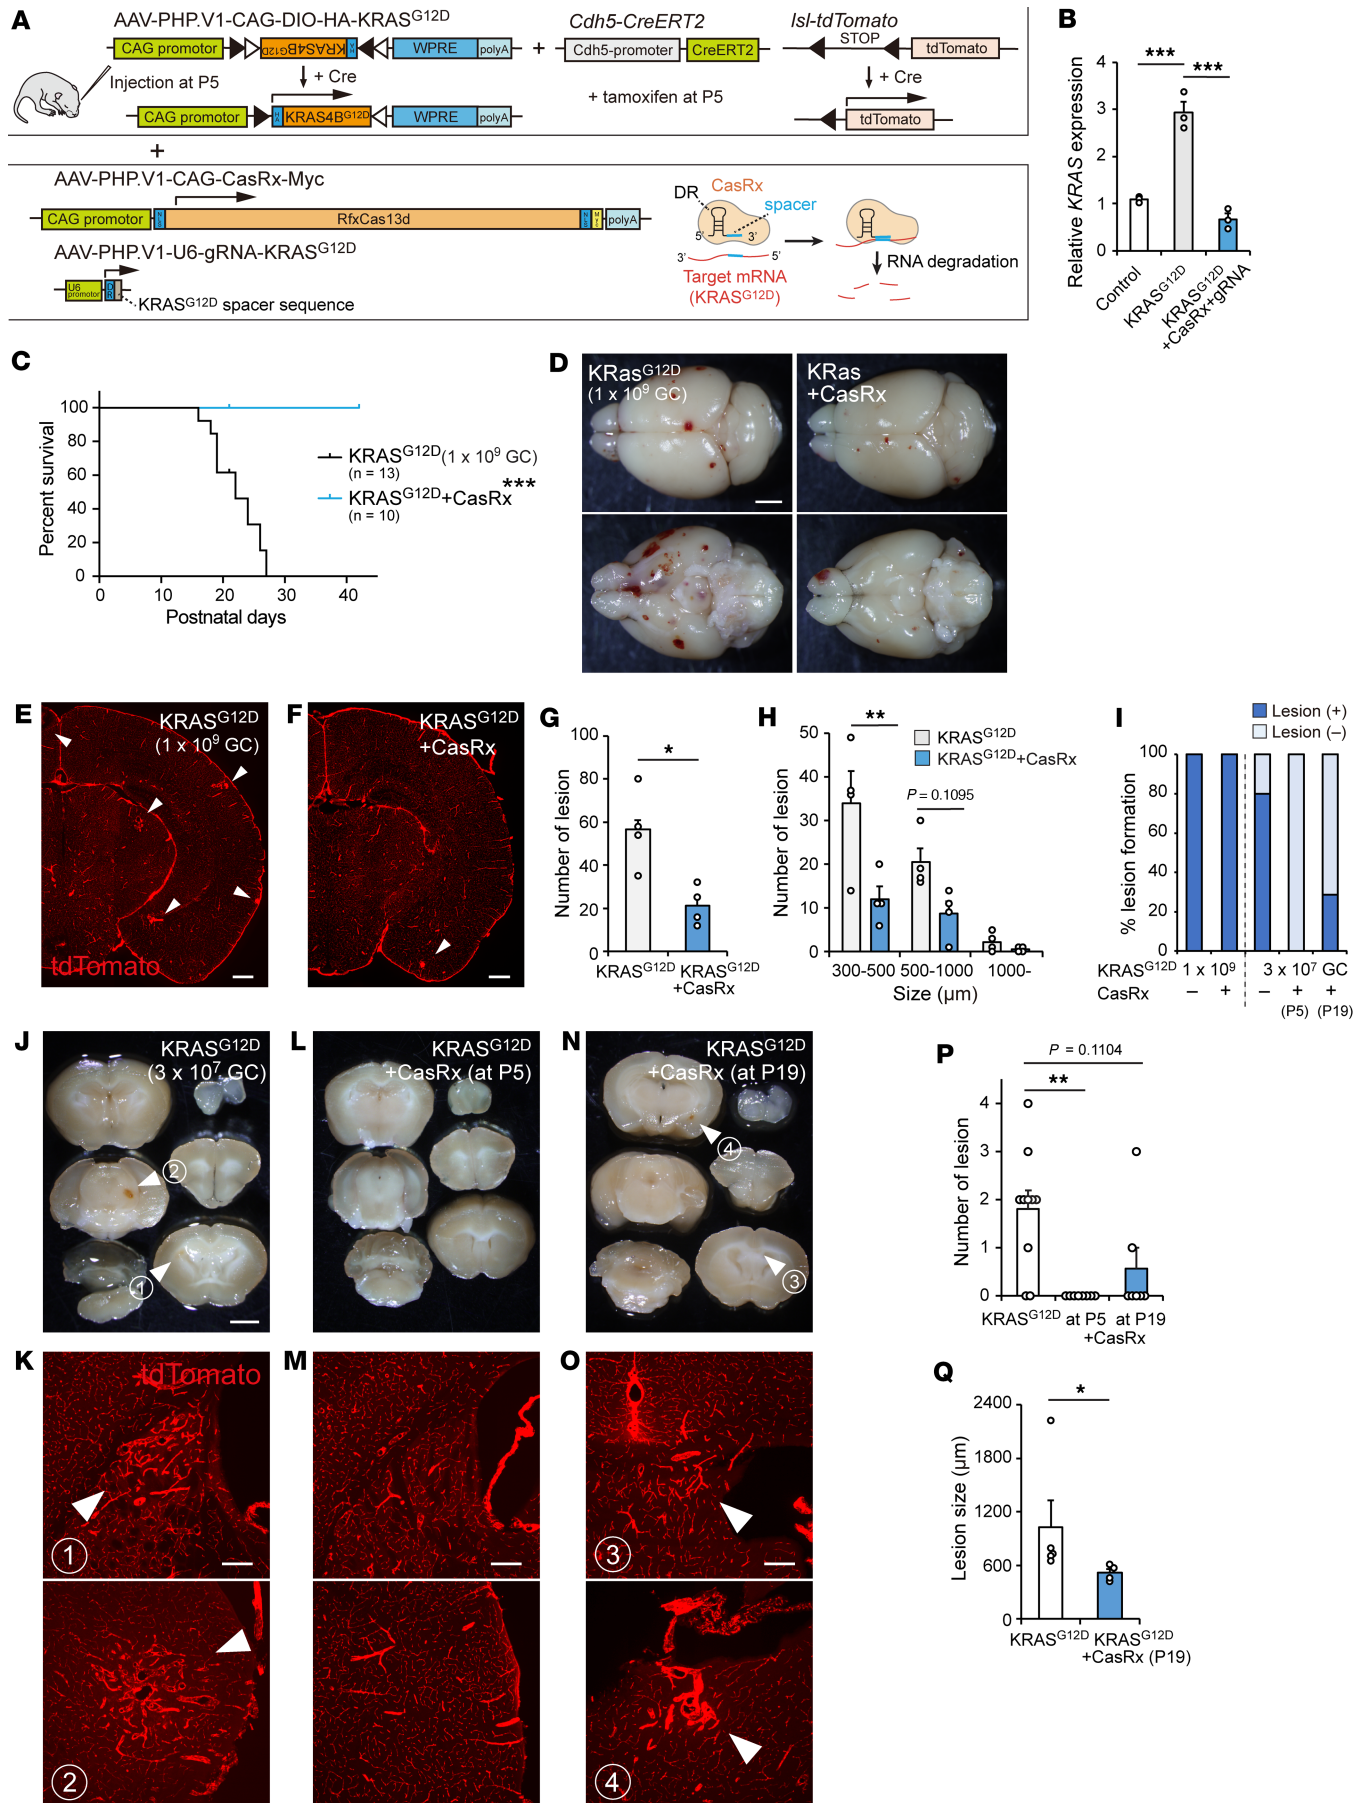 A
AAV-PHP.V1-CAG-DIO-HA-KRASG12D
Cdh5-CreERT2
lsl-tdTomato
STOP
CAG promoter
KRAS4BG12D
HA
WPRE
polyA
+
Cdh5-promoter
CreERT2
tdTomato
Injection at P5
+ Cre
+ tamoxifen at P5
+ Cre
CAG promoter
HA
KRAS4BG12D
WPRE
polyA
tdTomato
+
AAV-PHP.V1-CAG-CasRx-Myc
CAG promoter
NLS
RfxCas13d
NLS
Myc
polyA
AAV-PHP.V1-U6-gRNA-KRASG12D
U6
promotor
DR
KRASG12D spacer sequence
DR
CasRx
spacer
5'
3'
3'
5'
Target mRNA
(KRASG12D)
RNA degradation
B
Relative KRAS expression
4
3
2
1
0
***
***
Control
KRASG12D
KRASG12D
+CasRx+gRNA
C
Percent survival
100
80
60
40
20
0
0
10
20
30
40
Postnatal days
KRASG12D(1 x 10⁹ GC)
(n = 13)
KRASG12D+CasRx***
(n = 10)
D
KRasG12D
(1 x 10⁹ GC)
KRas
+CasRx
E
KRASG12D
(1 x 10⁹ GC)
tdTomato
F
KRASG12D
+CasRx
G
Number of lesion
100
80
60
40
20
0
*
KRASG12D
KRASG12D
+CasRx
H
Number of lesion
50
40
30
20
10
0
**
KRASG12D
KRASG12D+CasRx
P = 0.1095
300-500
500-1000
1000-
Size (µm)
I
Lesion (+)
Lesion (–)
% lesion formation
100
80
60
40
20
0
KRASG12D 1 x 10⁹ 3 x 10⁷ GC
CasRx – + – + +
(P5) (P19)
J
KRASG12D
(3 x 10⁷ GC)
2
1
L
KRASG12D
+CasRx (at P5)
N
KRASG12D
+CasRx (at P19)
4
3
P
Number of lesion
4
3
2
1
0
P = 0.1104
**
KRASG12D at P5 at P19
+CasRx
K
tdTomato
1
2
M
O
3
4
Q
Lesion size (µm)
2400
1800
1200
600
0
*
KRASG12D
KRASG12D
+CasRx (P19)